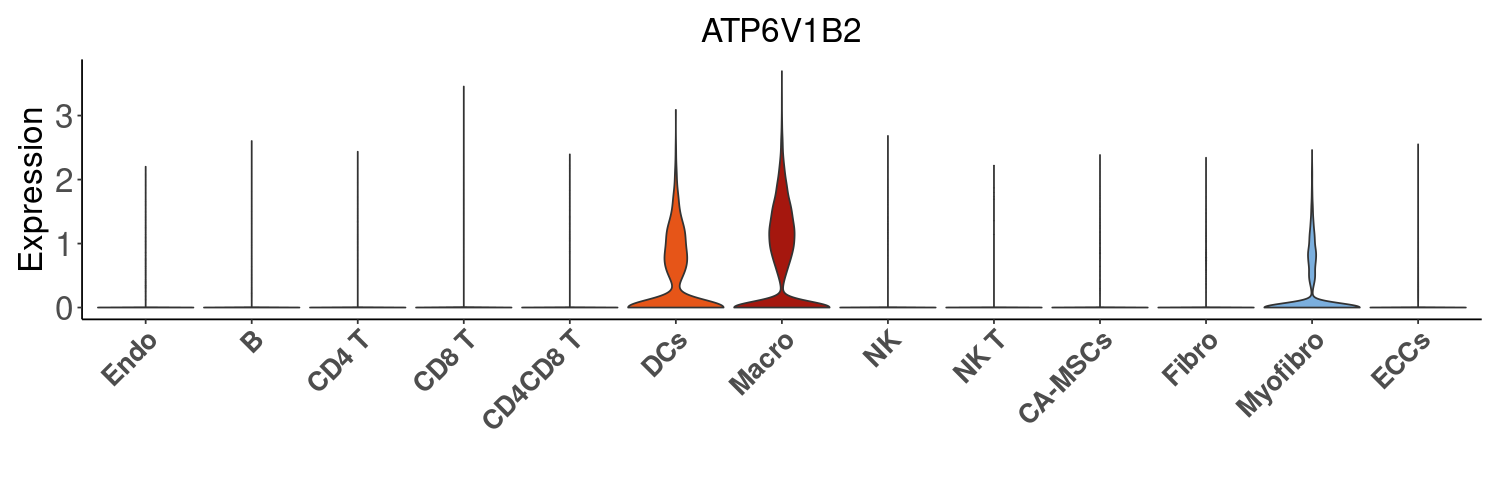 ATP6V1B2
Expression
3
2
1
0
Endo
B
CD4 T
CD8 T
CD4CD8 T
DCs
Macro
NK
NK T
CA-MSCs
Fibro
Myofibro
ECCs